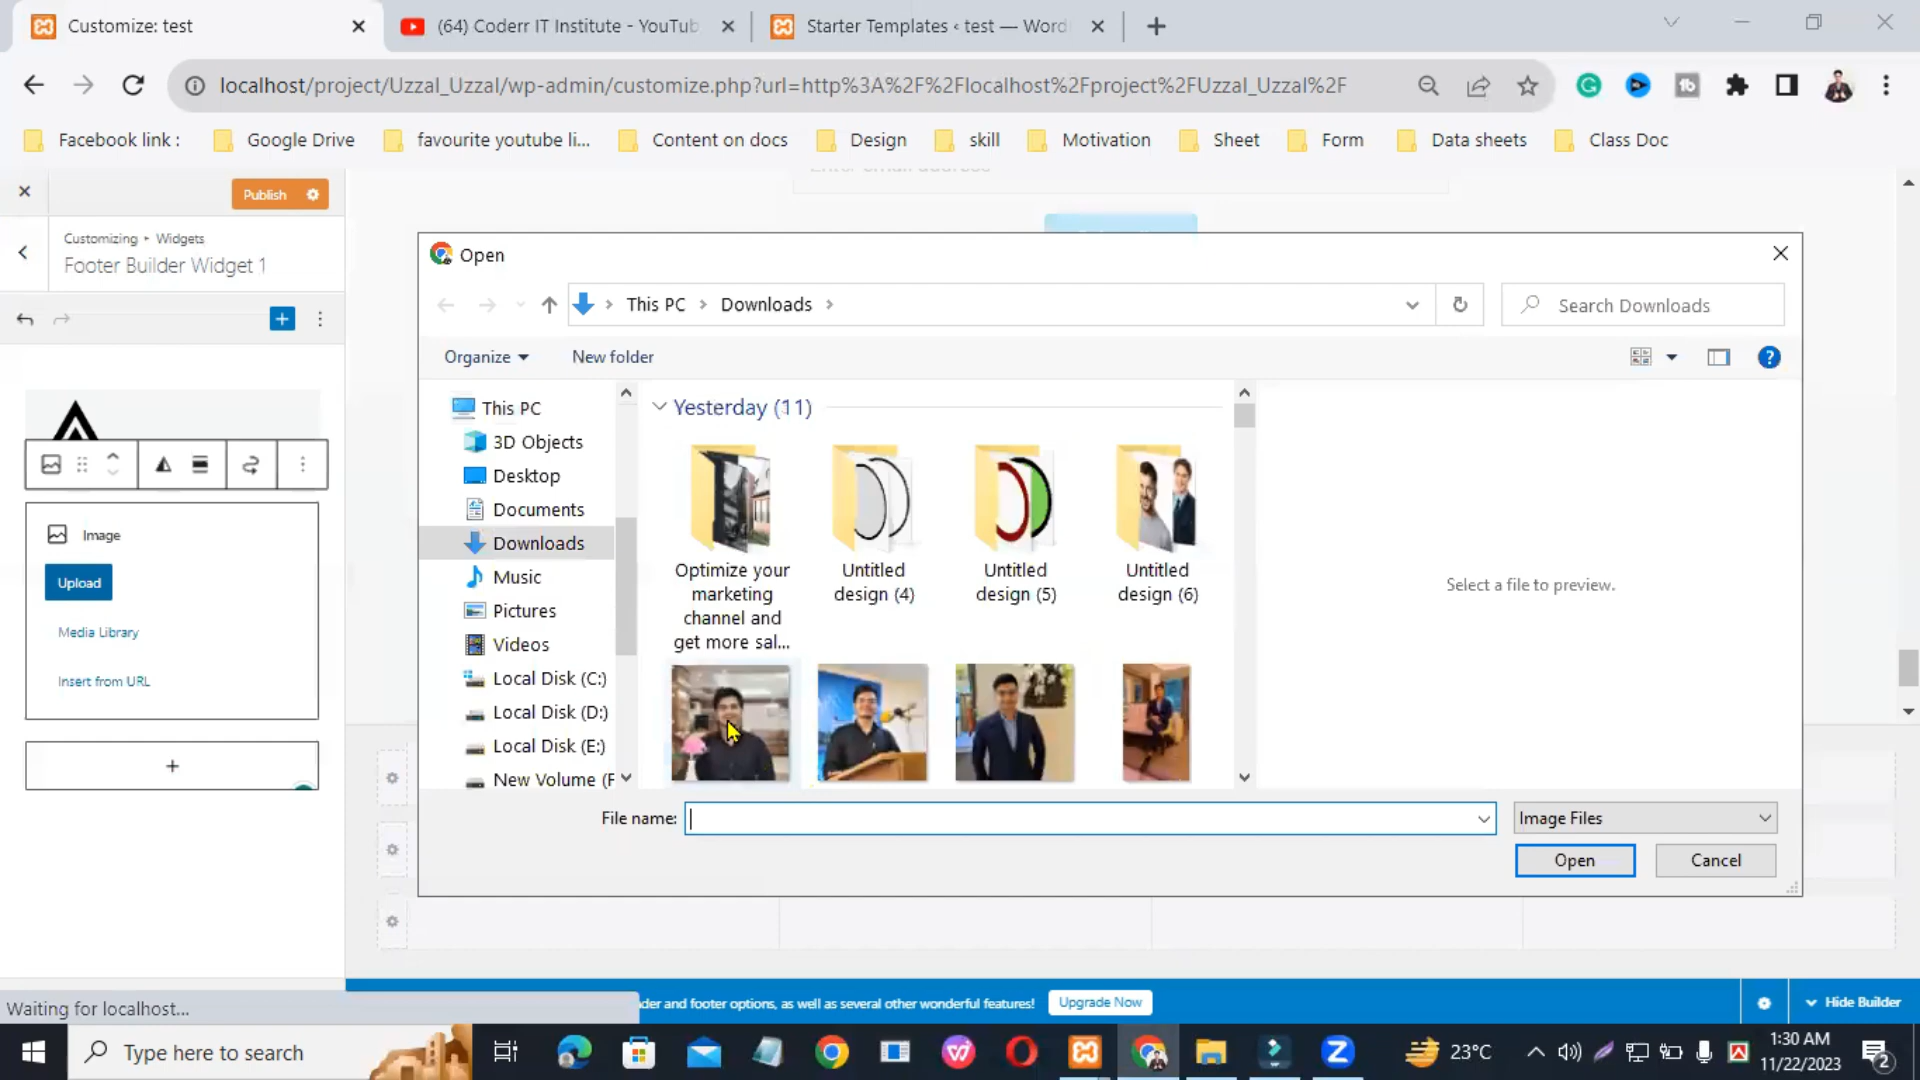 Customize: test
(64) Coderr IT Institute - YouTub
Starter Templates ‹ test — Word
localhost/project/Uzzal_Uzzal/wp-admin/customize.php?url=http%3A%2F%2Flocalhost%2Fproject%2FUzzal_Uzzal%2F
Facebook link :
Google Drive
favourite youtube li...
Content on docs
Design
skill
Motivation
Sheet
Form
Data sheets
Class Doc
Publish
Customizing ▸ Widgets
Footer Builder Widget 1
Image
Upload
Media Library
Insert from URL
Enter email address
Open
This PC
Downloads
Search Downloads
Organize
New folder
This PC
3D Objects
Desktop
Documents
Downloads
Music
Pictures
Videos
Local Disk (C:)
Local Disk (D:)
Local Disk (E:)
New Volume (F
Yesterday (11)
Optimize your
marketing
channel and
get more sal...
Untitled
design (4)
Untitled
design (5)
Untitled
design (6)
Select a file to preview.
File name:
Image Files
Open
Cancel
Waiting for localhost...
der and footer options, as well as several other wonderful features!
Upgrade Now
Hide Builder
Type here to search
23°C
1:30 AM
11/22/2023
2